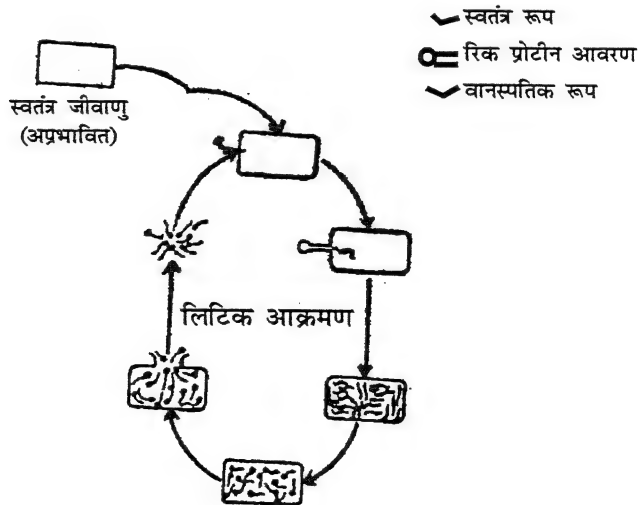 स्वतंत्र रूप
रिक प्रोटीन आवरण
वानस्पतिक रूप
स्वतंत्र जीवाणु
(अप्रभावित)
लिटिक आक्रमण